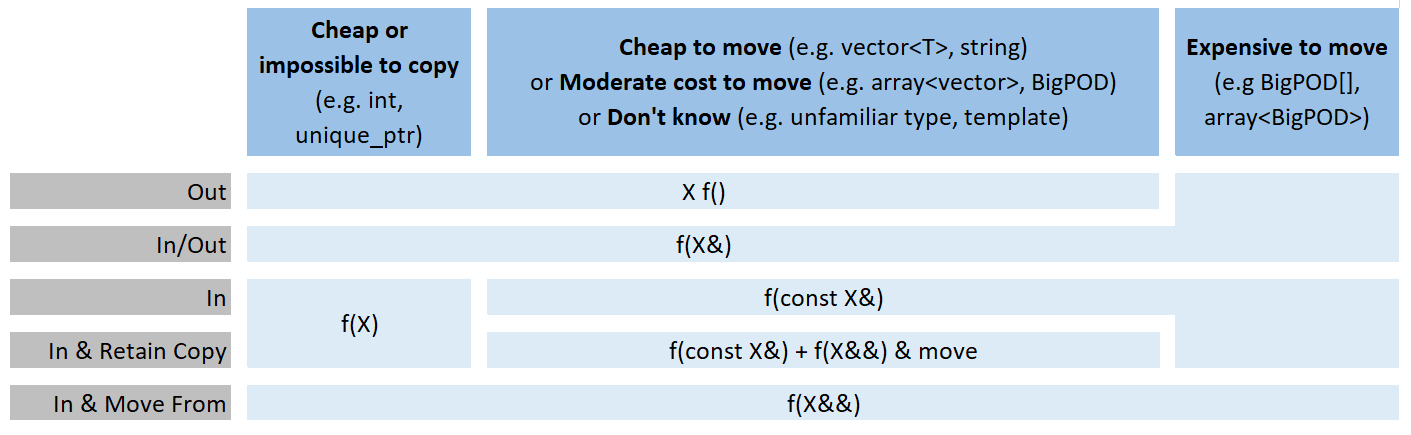 Cheap or
impossible to copy
(e.g. int,
unique_ptr)
Cheap to move (e.g. vector<T>, string)
or Moderate cost to move (e.g. array<vector>, BigPOD)
or Don't know (e.g. unfamiliar type, template)
Expensive to move
(e.g BigPOD[],
array<BigPOD>)
Out
X f()
In/Out
f(X&)
In
f(const X&)
f(X)
In & Retain Copy
f(const X&) + f(X&&) & move
In & Move From
f(X&&)